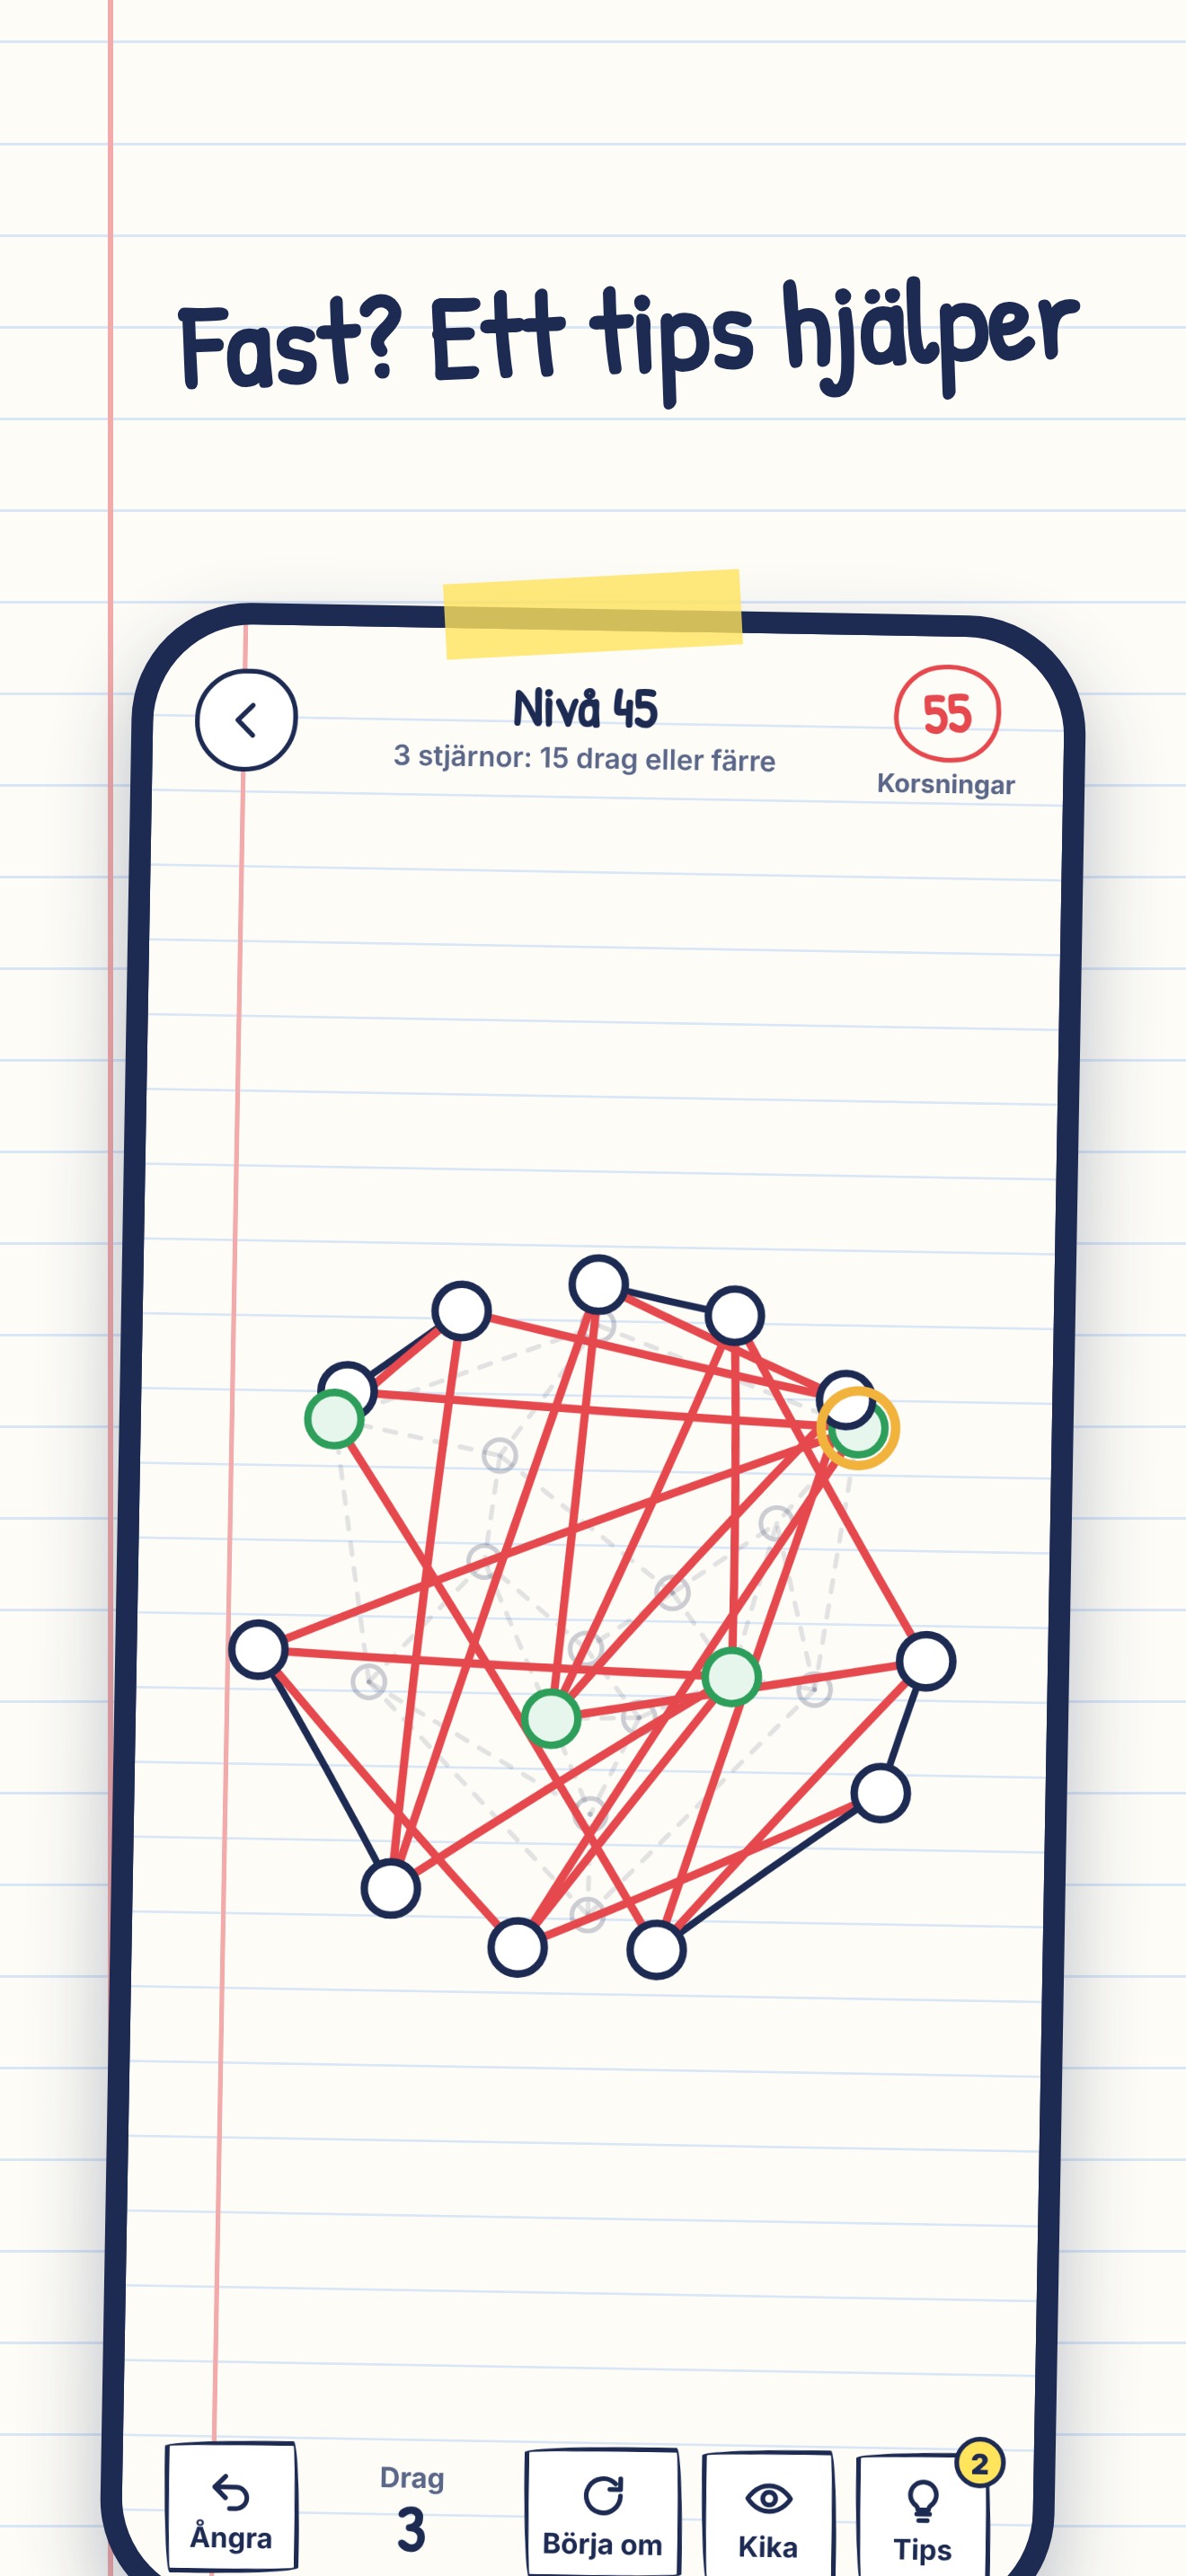 Fast? Ett tips hjälper
Nivå 45
3 stjärnor: 15 drag eller färre
55
Korsningar
Ångra
Drag
3
Börja om
Kika
2
Tips